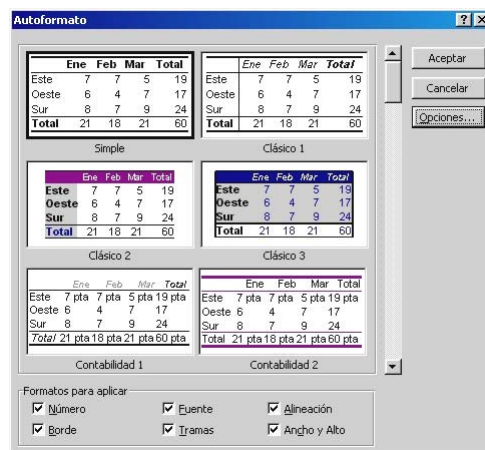 Autoformato
Ene Feb Mar Total
Este 7 7 5 19
Oeste 6 4 7 17
Sur 8 7 9 24
Total 21 18 21 60
Simple
Ene Feb Mar Total
Este 7 7 5 19
Oeste 6 4 7 17
Sur 8 7 9 24
Total 21 18 21 60
Clásico 1
Aceptar
Cancelar
Opciones...
Ene Feb Mar Total
Este 7 7 5 19
Oeste 6 4 7 17
Sur 8 7 9 24
Total 21 18 21 60
Clásico 2
Ene Feb Mar Total
Este 7 7 5 19
Oeste 6 4 7 17
Sur 8 7 9 24
Total 21 18 21 60
Clásico 3
Ene Feb Mar Total
Este 7 pta 7 pta 5 pta 19 pta
Oeste 6 4 7 17
Sur 8 7 9 24
Total 21 pta 18 pta 21 pta 60 pta
Contabilidad 1
Ene Feb Mar Total
Este 7 pta 7 pta 5 pta 19 pta
Oeste 6 4 7 17
Sur 8 7 9 24
Total 21 pta 18 pta 21 pta 60 pta
Contabilidad 2
Formatos para aplicar
Número Fuente Alineación
Borde Tramas Ancho y Alto